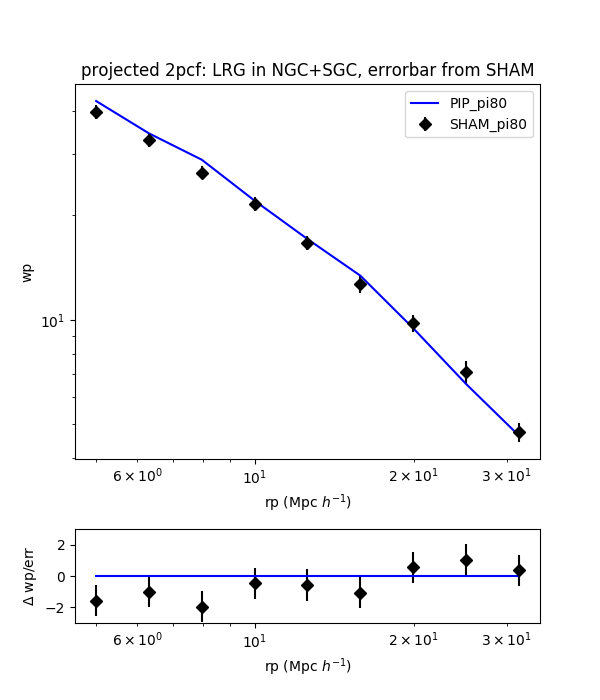 projected 2pcf: LRG in NGC+SGC, errorbar from SHAM
PIP_pi80
SHAM_pi80
wp
10¹
6 × 10⁰ 10¹ 2 × 10¹ 3 × 10¹
rp (Mpc h⁻¹)
Δ wp/err
2
0
−2
6 × 10⁰ 10¹ 2 × 10¹ 3 × 10¹
rp (Mpc h⁻¹)